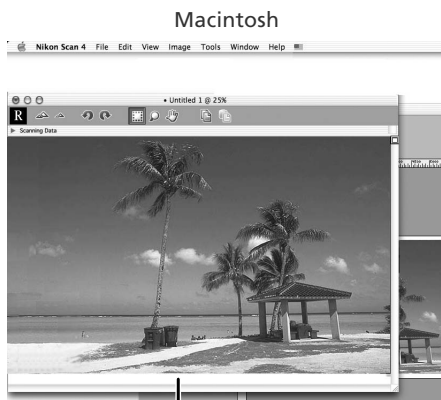 Macintosh
Nikon Scan 4 File Edit View Image Tools Window Help
• Untitled 1 @ 25%
R
Scanning Data